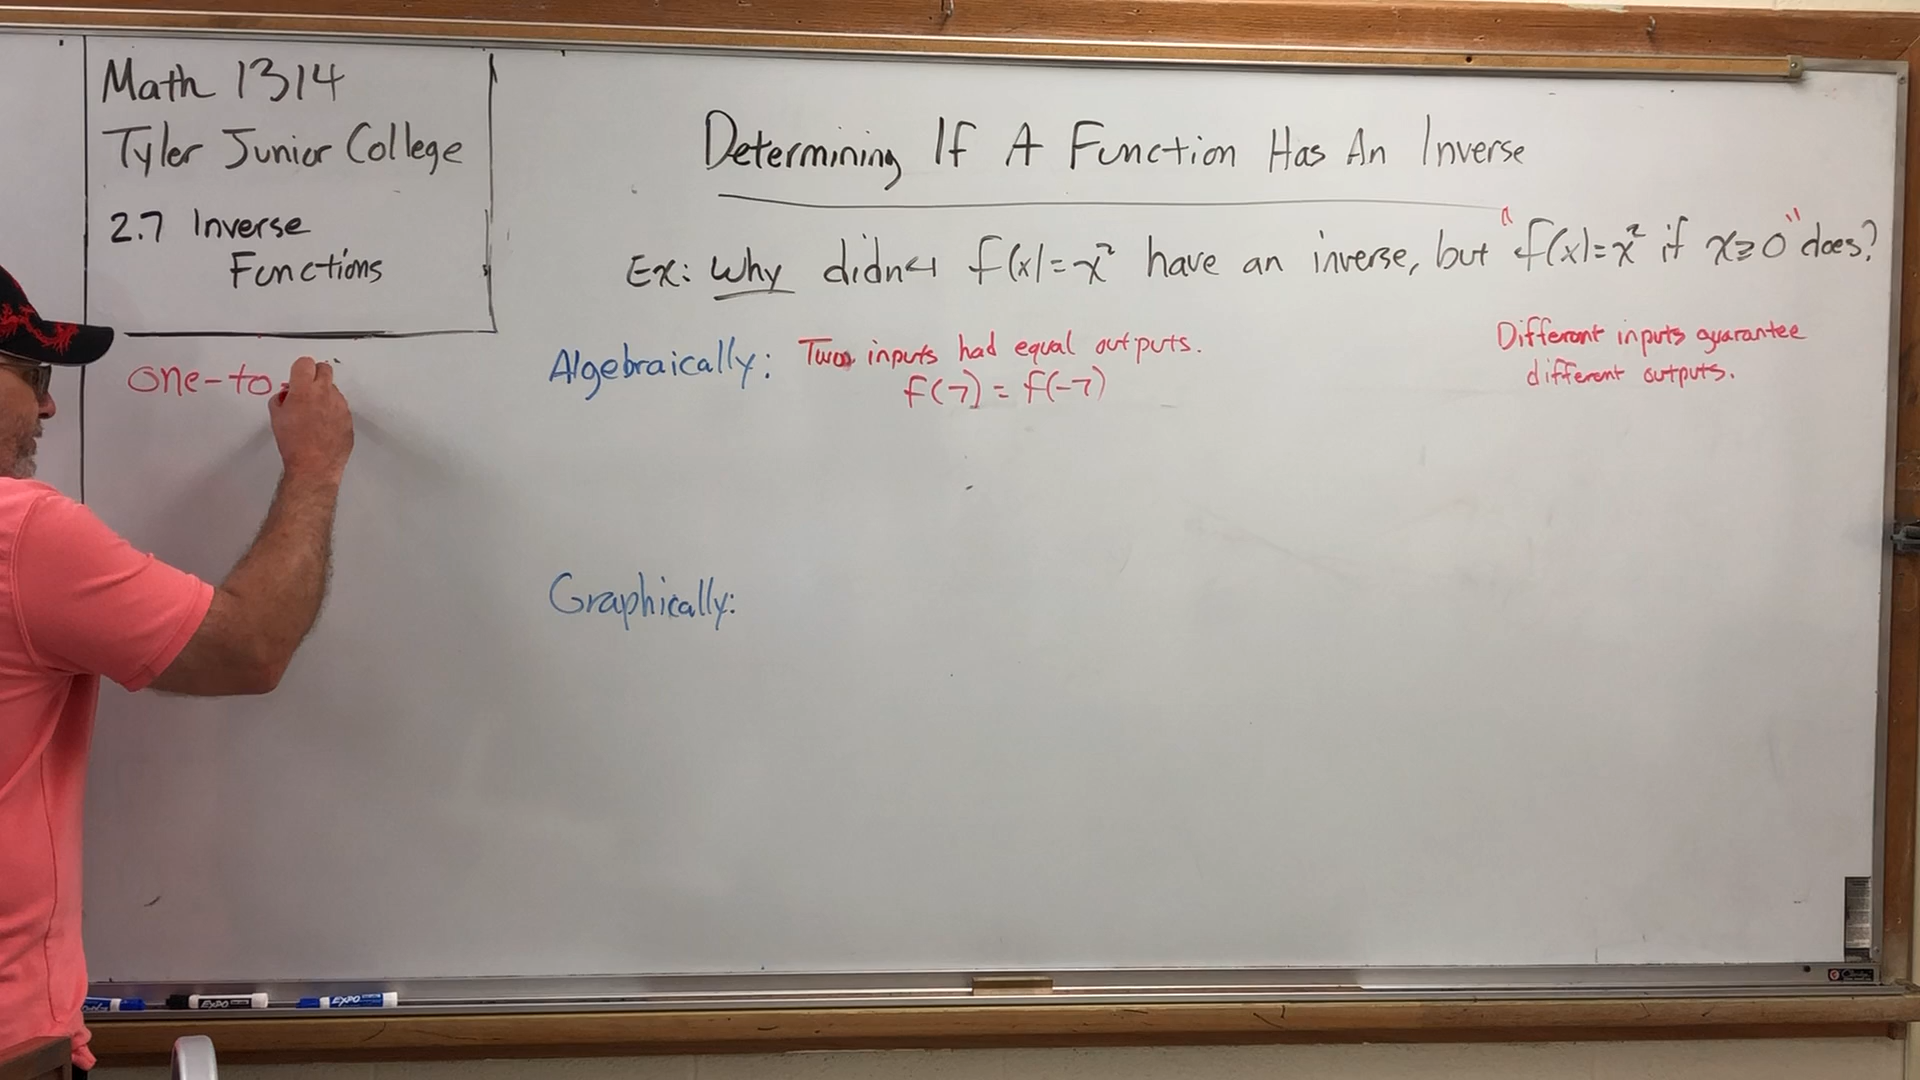 Math 1314
Tyler Junior College
2.7 Inverse
Functions
Determining If A Function Has An Inverse
Ex: Why didn't f(x)=x² have an inverse, but "f(x)=x² if x≥0" does?
one-to-
Algebraically: Two inputs had equal outputs.
f(7) = f(-7)
Different inputs guarantee
different outputs.
Graphically:
EXPO
EXPO